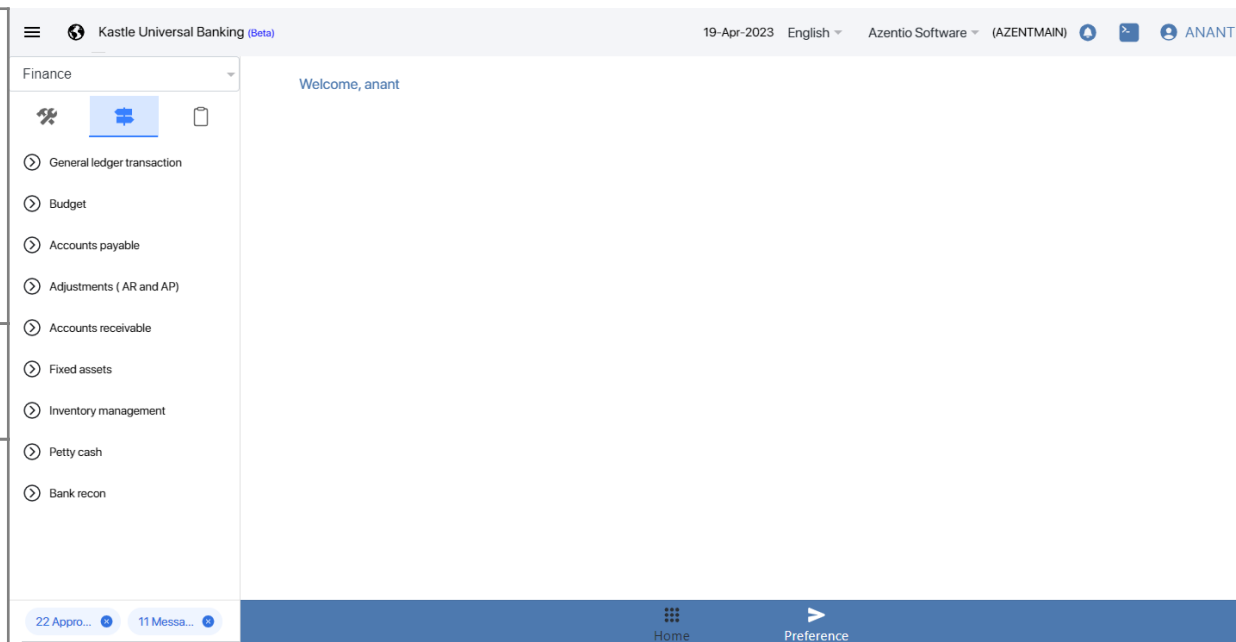 Kastle Universal Banking (Beta)
19-Apr-2023 English Azentio Software (AZENTMAIN) ANANT
Finance
Welcome, anant
General ledger transaction
Budget
Accounts payable
Adjustments ( AR and AP)
Accounts receivable
Fixed assets
Inventory management
Petty cash
Bank recon
22 Appro... 11 Messa...
Home Preference